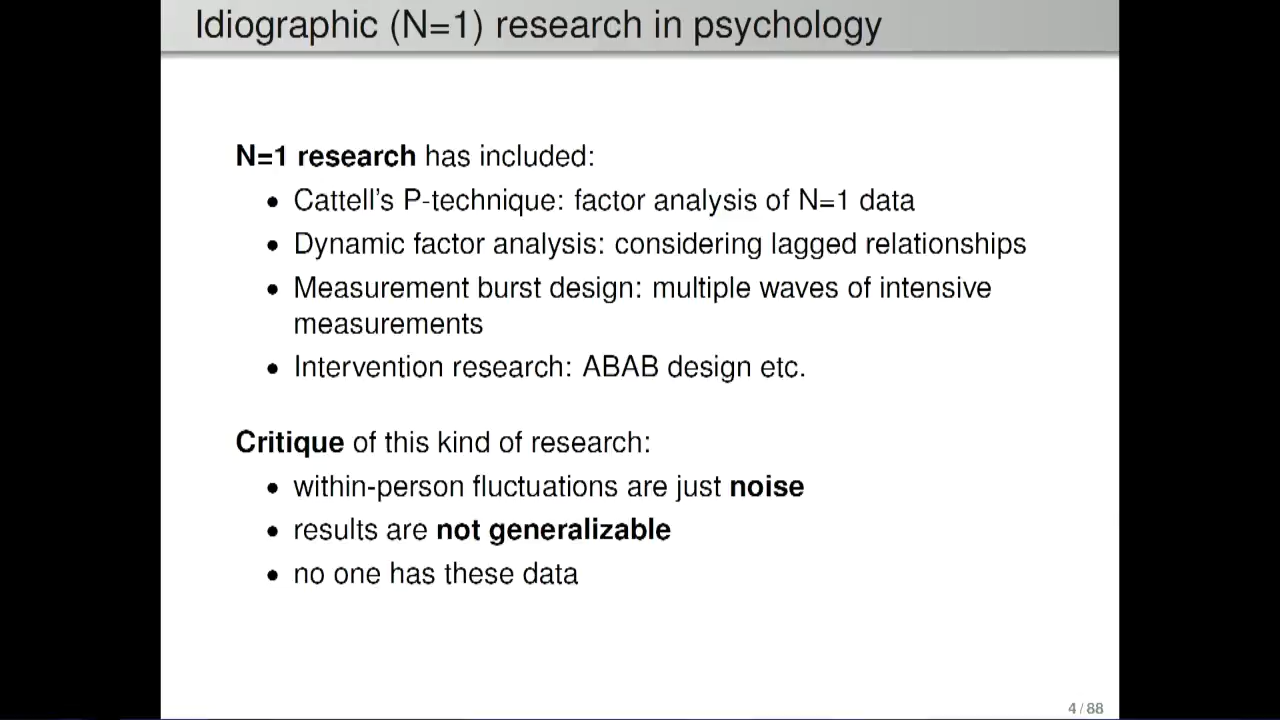 Idiographic (N=1) research in psychology
N=1 research has included:
• Cattell's P-technique: factor analysis of N=1 data
• Dynamic factor analysis: considering lagged relationships
• Measurement burst design: multiple waves of intensive
measurements
• Intervention research: ABAB design etc.
Critique of this kind of research:
• within-person fluctuations are just noise
• results are not generalizable
• no one has these data
4 / 88